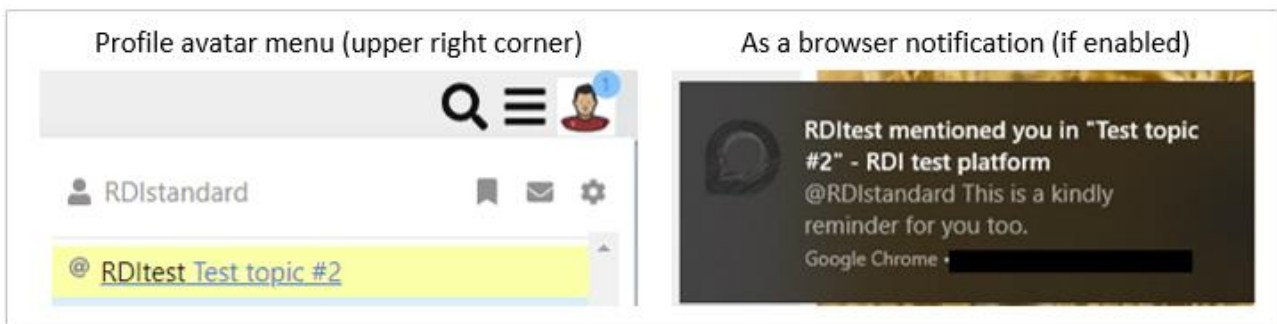 Profile avatar menu (upper right corner)
1
RDIstandard
@ RDItest Test topic #2
As a browser notification (if enabled)
RDItest mentioned you in "Test topic
#2" - RDI test platform
@RDIstandard This is a kindly
reminder for you too.
Google Chrome •